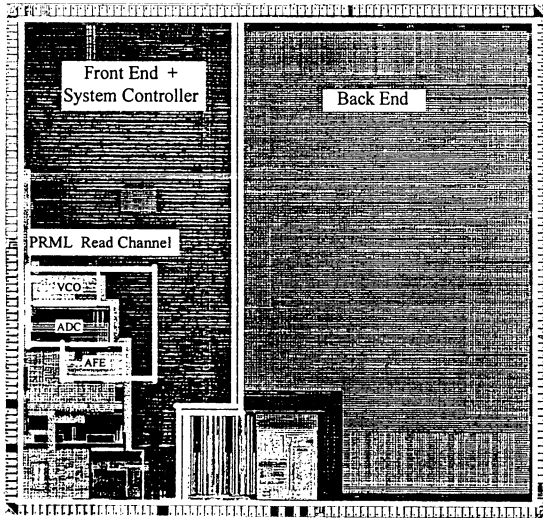 Front End +
System Controller
Back End
PRML Read Channel
VCO
ADC
AFE